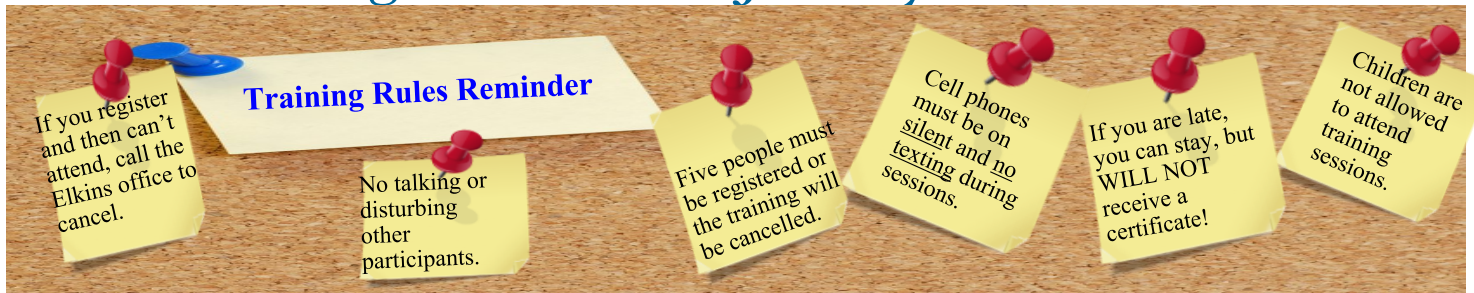 Training Rules Reminder
If you register
and then can't
attend, call the
Elkins office to
cancel.
No talking or
disturbing
other
participants.
Five people must
be registered or
the training will
be cancelled.
Cell phones
must be on
silent and no
texting during
sessions.
If you are late,
you can stay, but
WILL NOT
receive a
certificate!
Children are
not allowed
to attend
training
sessions.